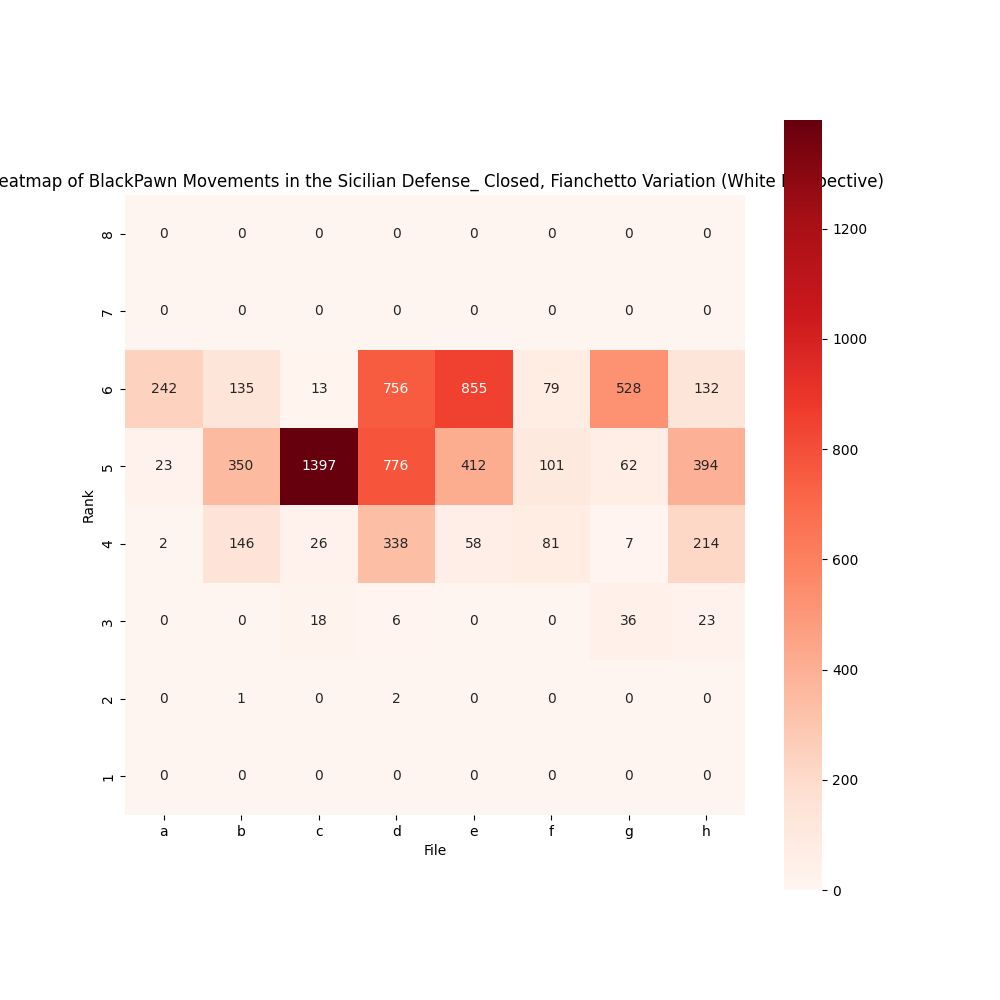 eatmap of BlackPawn Movements in the Sicilian Defense_ Closed, Fianchetto Variation (White Perspective)
8 0 0 0 0 0 0 0 0
7 0 0 0 0 0 0 0 0
6 242 135 13 756 855 79 528 132
5 23 350 1397 776 412 101 62 394
Rank
4 2 146 26 338 58 81 7 214
3 0 0 18 6 0 0 36 23
2 0 1 0 2 0 0 0 0
1 0 0 0 0 0 0 0 0
a b c d e f g h
File
1200
1000
800
600
400
200
0